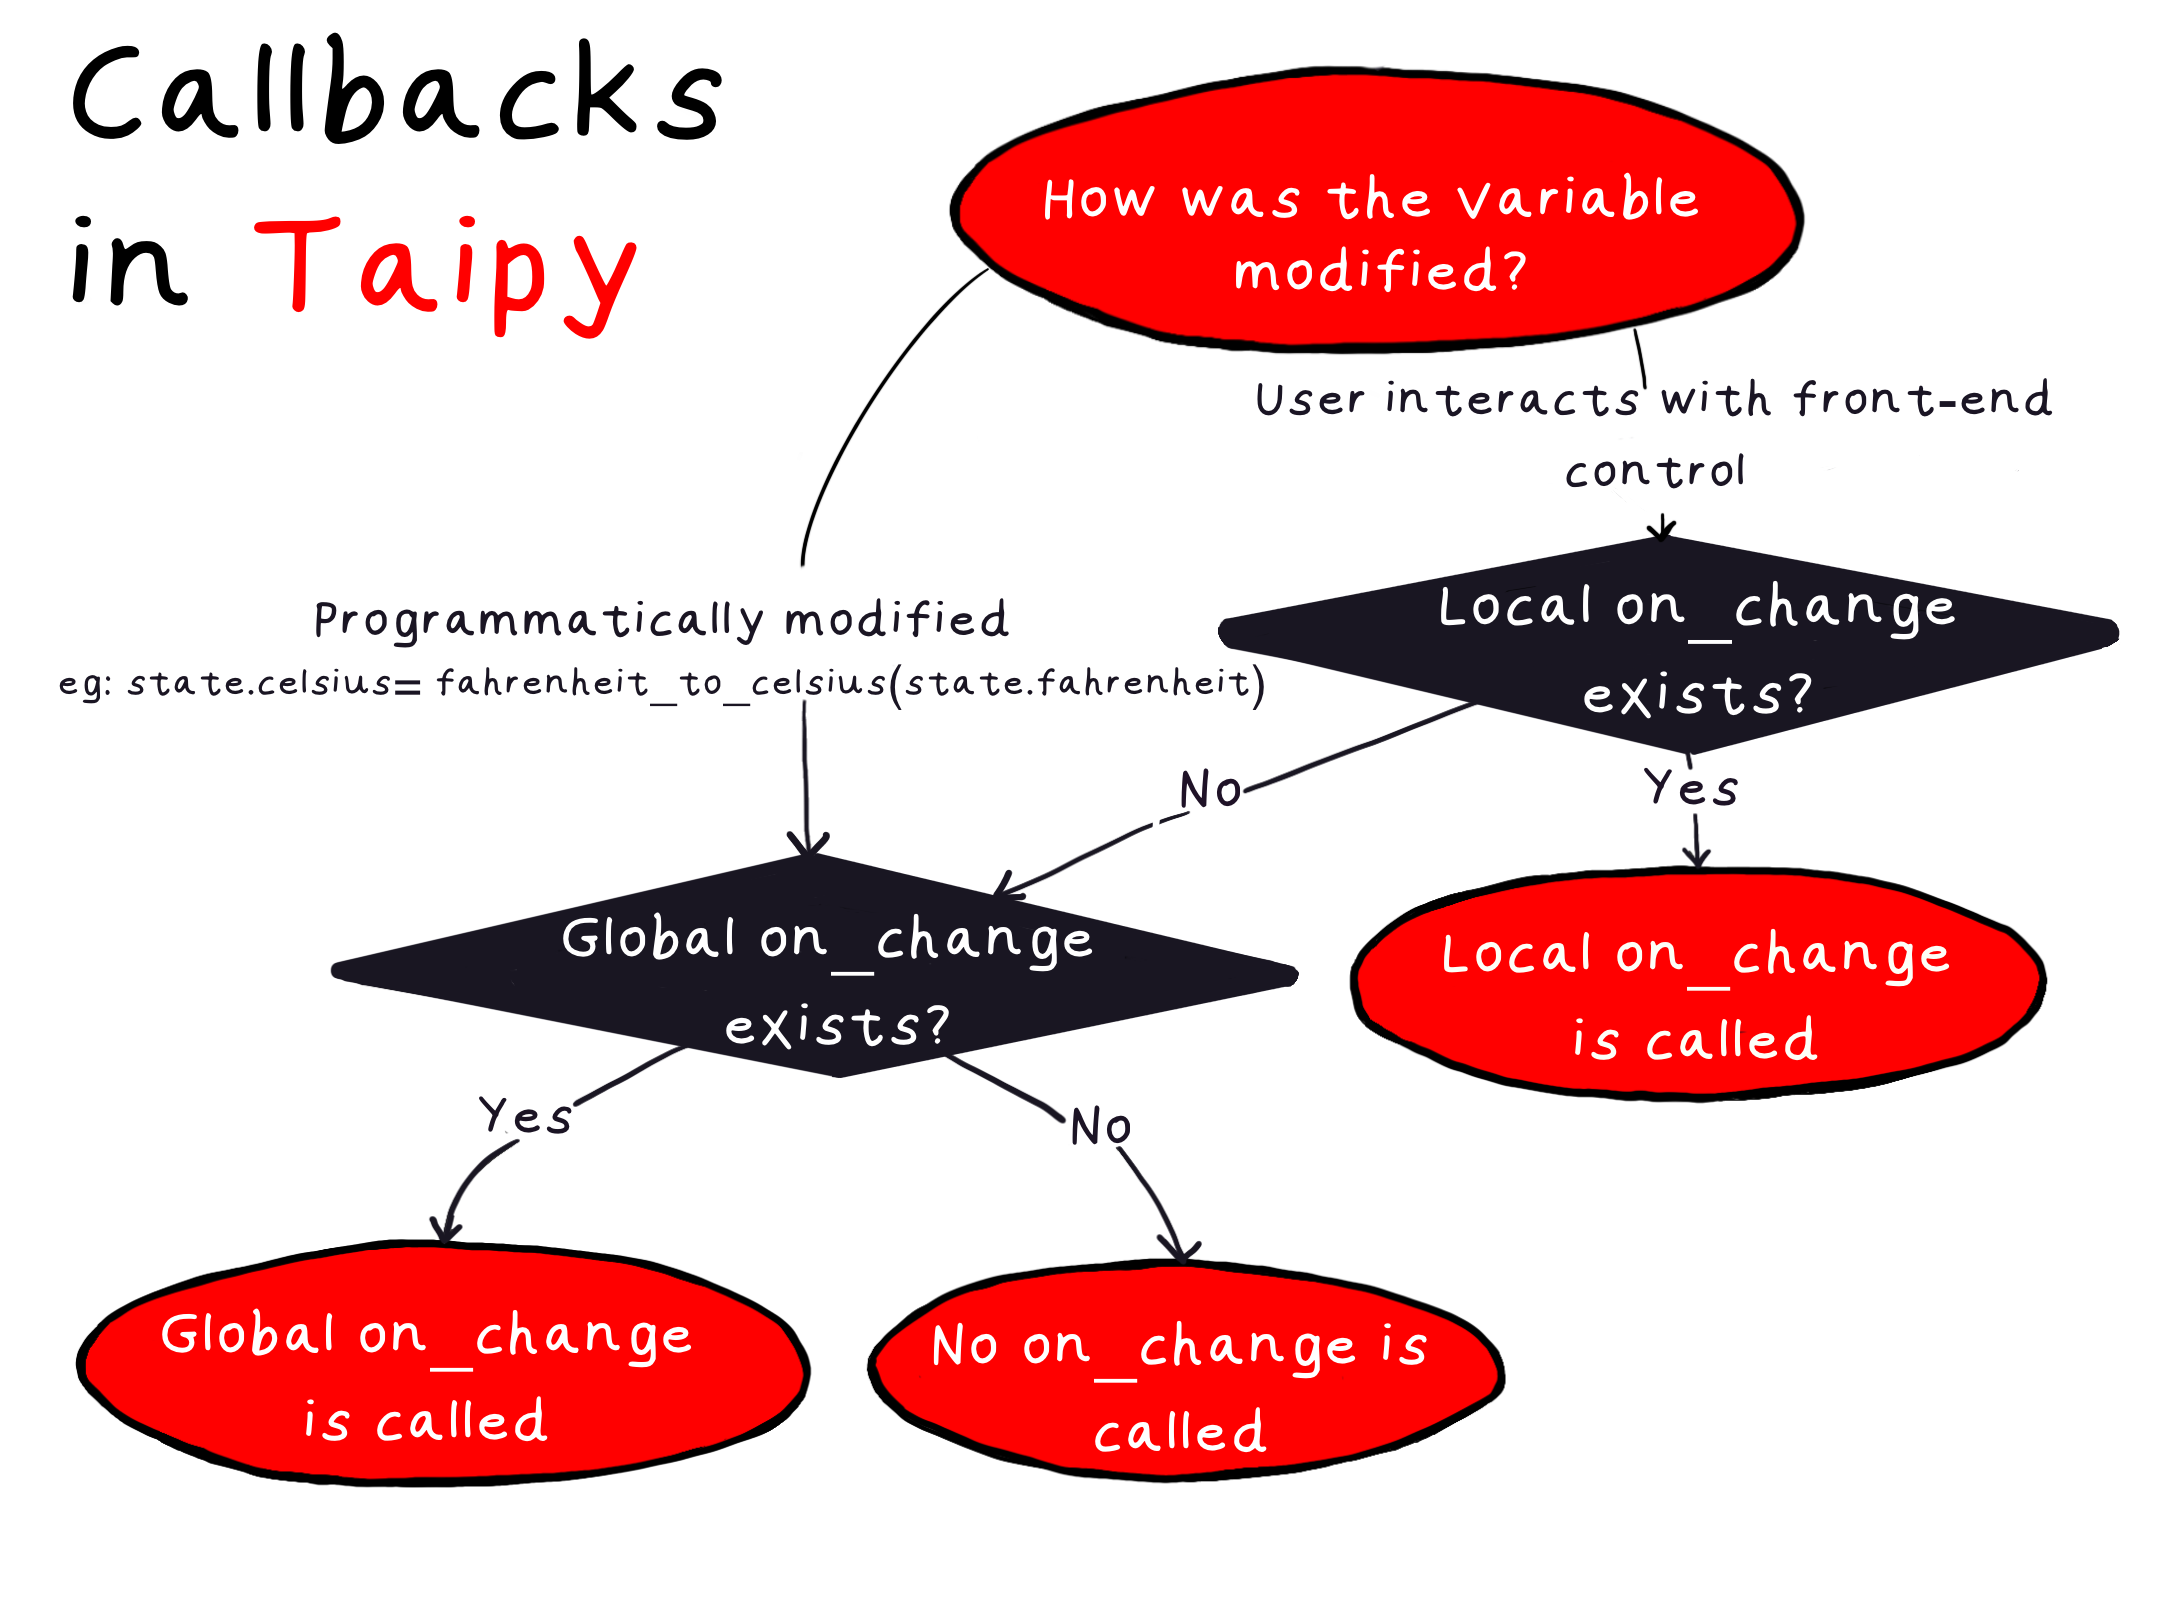 Callbacks
in Taipy
How was the variable
modified?
User interacts with front-end
control
Programmatically modified
eg: state.celsius= fahrenheit_to_celsius(state.fahrenheit)
Local on_change
exists?
No
Yes
Global on_change
exists?
Local on_change
is called
Yes
No
Global on_change
is called
No on_change is
called